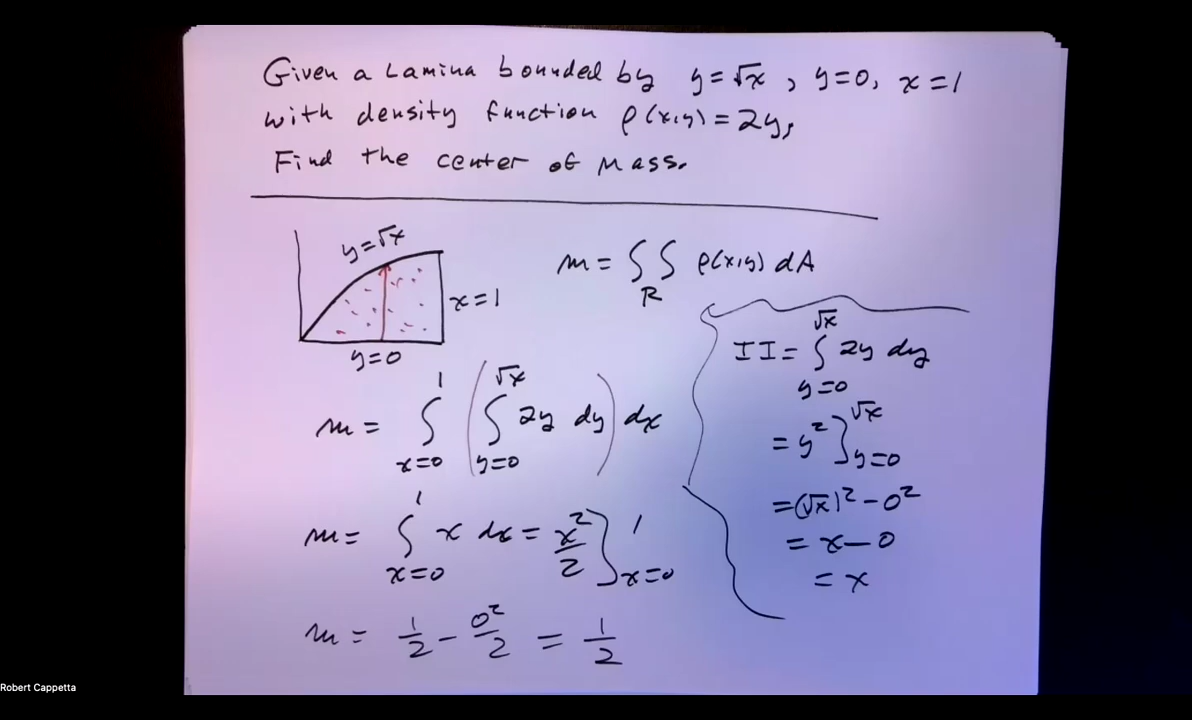 Given a Lamina bounded by y=√x, y=0, x=1
with density function ρ(x,y)=2y,
Find the center of Mass.
y=√x
x=1
y=0
m = ∫∫_R ρ(x,y) dA
m = ∫_{x=0}^{1} (∫_{y=0}^{√x} 2y dy) dx
m = ∫_{x=0}^{1} x dx = x²/2 ]_{x=0}^{1}
m = 1/2 - 0²/2 = 1/2
II = ∫_{y=0}^{√x} 2y dy
= y² ]_{y=0}^{√x}
=(√x)² - 0²
= x - 0
= x
Robert Cappetta